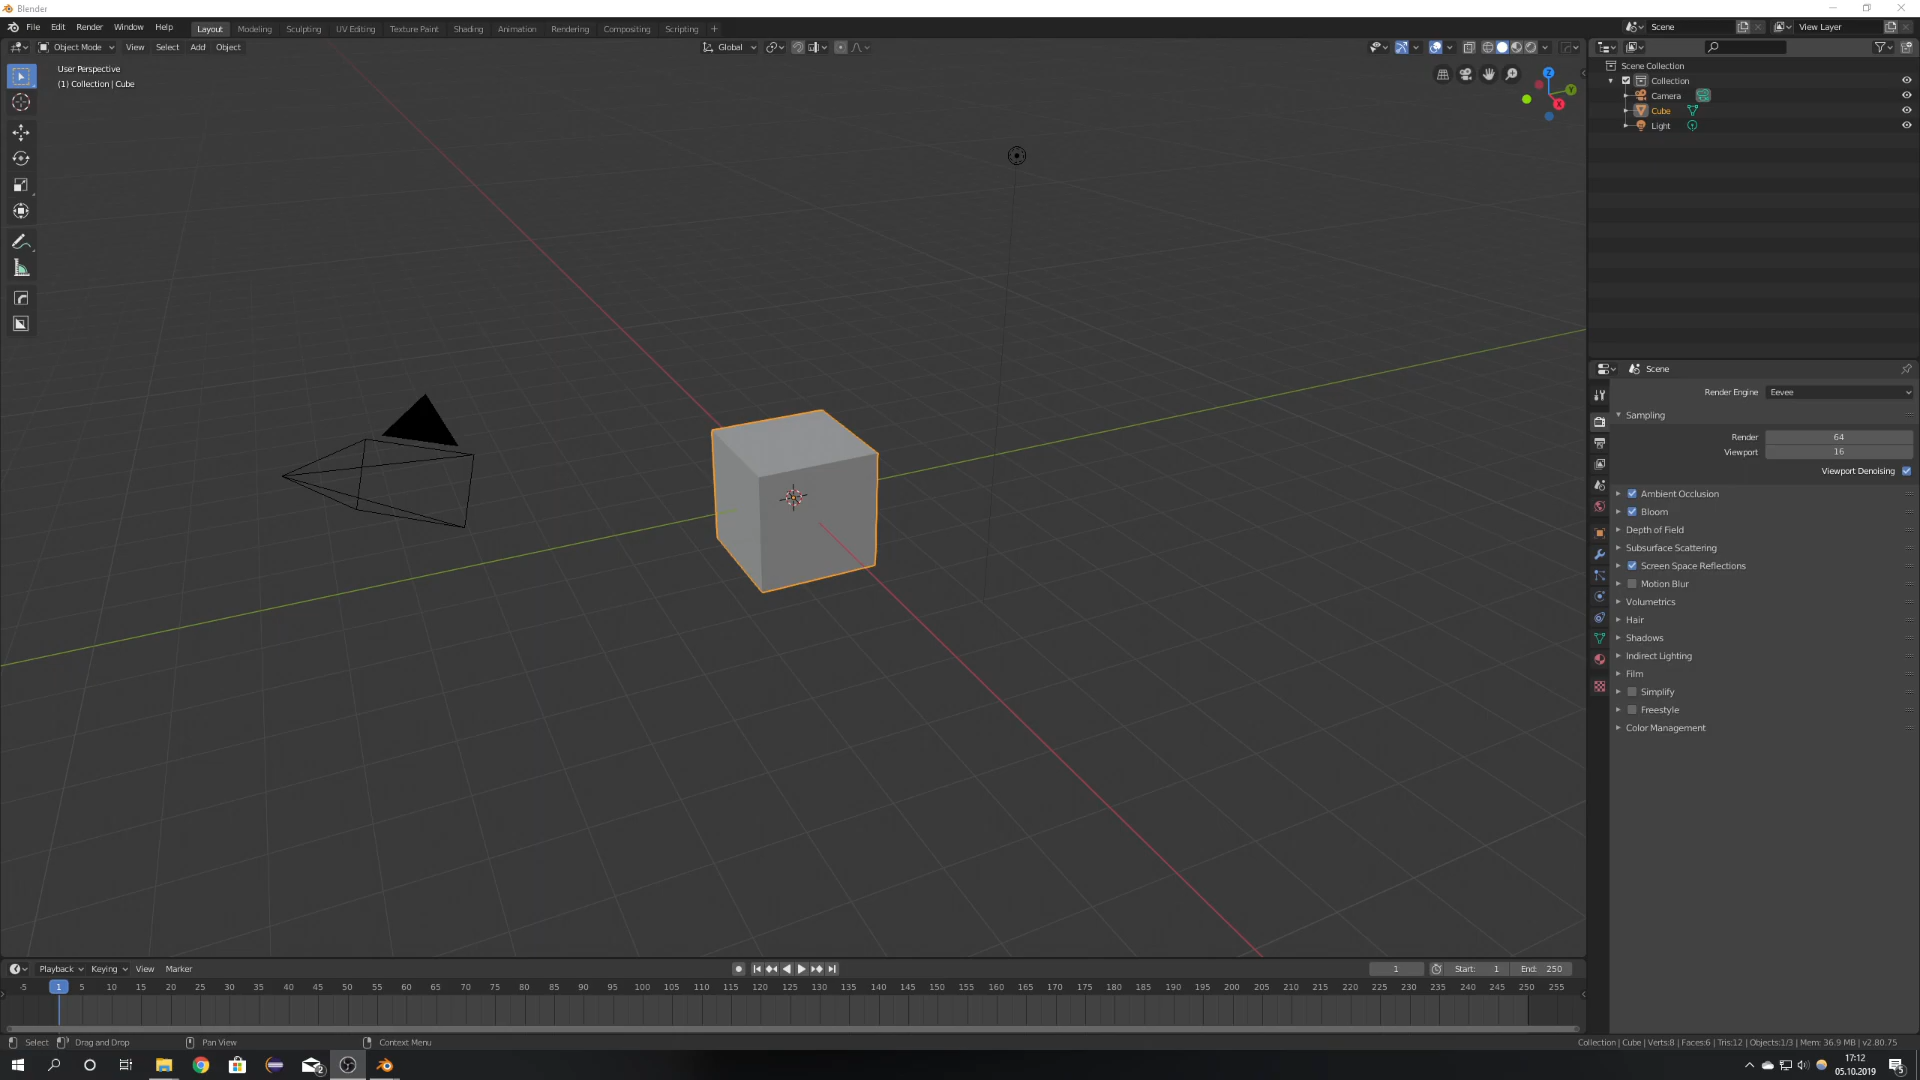 Blender
File Edit Render Window Help Layout Modeling Sculpting UV Editing Texture Paint Shading Animation Rendering Compositing Scripting + Scene View Layer
Object Mode View Select Add Object Global
User Perspective
(1) Collection | Cube
Z
Y
X
Scene Collection
Collection
Camera
Cube
Light
Scene
Render Engine Eevee
Sampling
Render 64
Viewport 16
Viewport Denoising
Ambient Occlusion
Bloom
Depth of Field
Subsurface Scattering
Screen Space Reflections
Motion Blur
Volumetrics
Hair
Shadows
Indirect Lighting
Film
Simplify
Freestyle
Color Management
Playback Keying View Marker 1 Start: 1 End: 250
-5 1 5 10 15 20 25 30 35 40 45 50 55 60 65 70 75 80 85 90 95 100 105 110 115 120 125 130 135 140 145 150 155 160 165 170 175 180 185 190 195 200 205 210 215 220 225 230 235 240 245 250 255
Select Drag and Drop Pan View Context Menu Collection | Cube | Verts:8 | Faces:6 | Tris:12 | Objects:1/3 | Mem: 36.9 MB | v2.80.75
2
17:12
05.10.2019
5